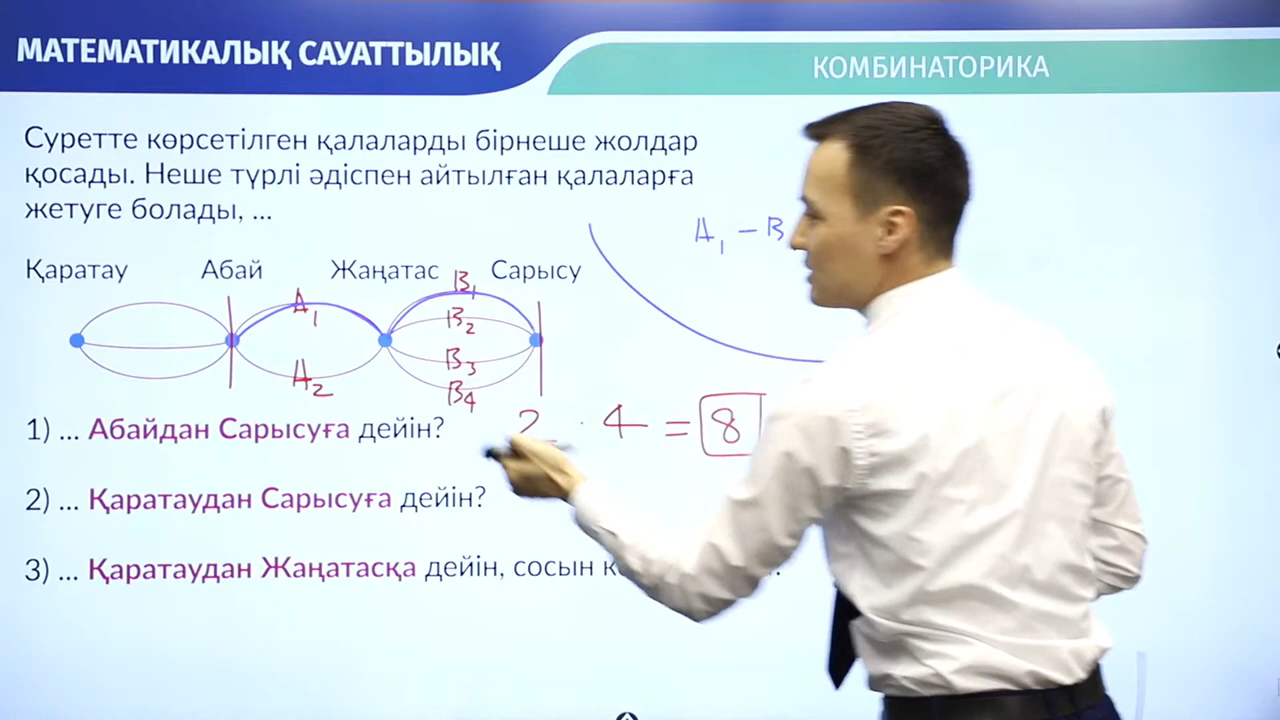 МАТЕМАТИКАЛЫҚ САУАТТЫЛЫҚ
КОМБИНАТОРИКА
Суретте көрсетілген қалаларды бірнеше жолдар
қосады. Неше түрлі әдіспен айтылған қалаларға
жетуге болады, ...
A₁ – B
Қаратау Абай Жаңатас Сарысу
A₁ B₁
B₂
B₃
A₂ B₄
1) ... Абайдан Сарысуға дейін?
2 · 4 = 8
2) ... Қаратаудан Сарысуға дейін?
3) ... Қаратаудан Жаңатасқа дейін, сосын